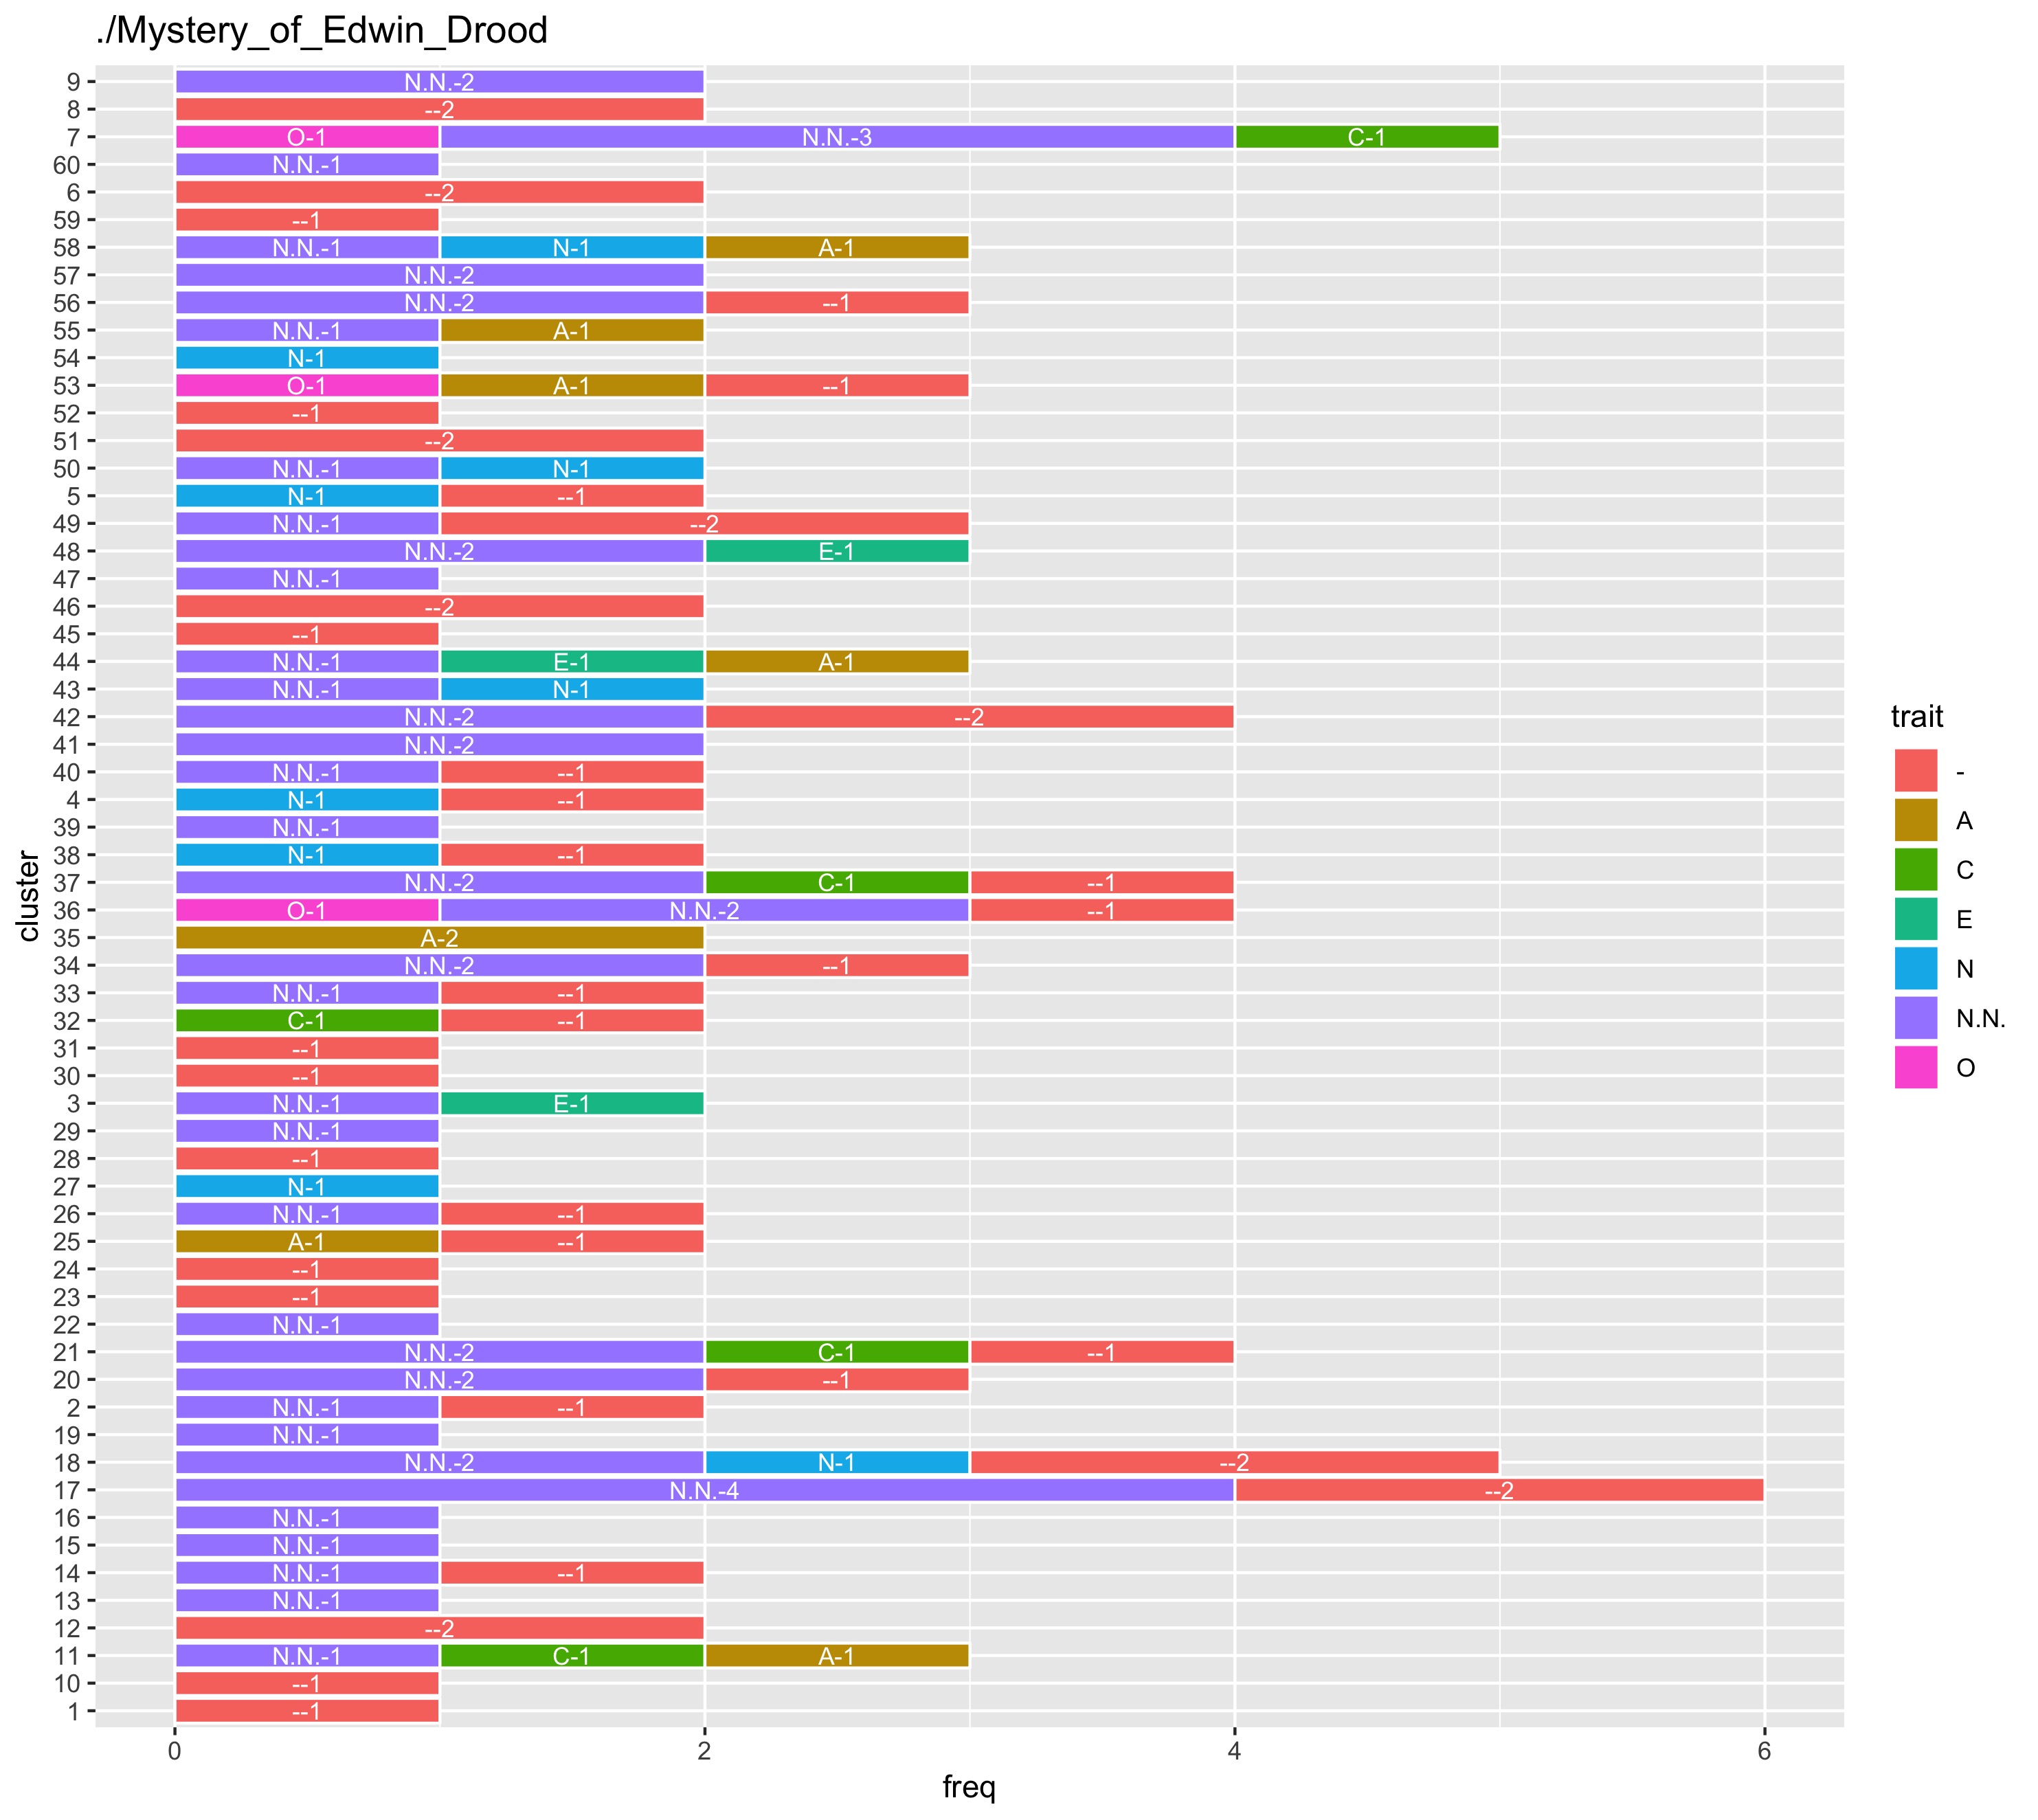 ./Mystery_of_Edwin_Drood
9 N.N.-2
8 --2
7 O-1 N.N.-3 C-1
60 N.N.-1
6 --2
59 --1
58 N.N.-1 N-1 A-1
57 N.N.-2
56 N.N.-2 --1
55 N.N.-1 A-1
54 N-1
53 O-1 A-1 --1
52 --1
51 --2
50 N.N.-1 N-1
5 N-1 --1
49 N.N.-1 --2
48 N.N.-2 E-1
47 N.N.-1
46 --2
45 --1
44 N.N.-1 E-1 A-1
43 N.N.-1 N-1
42 N.N.-2 --2
41 N.N.-2
40 N.N.-1 --1
4 N-1 --1
39 N.N.-1
38 N-1 --1
37 N.N.-2 C-1 --1
36 O-1 N.N.-2 --1
35 A-2
34 N.N.-2 --1
33 N.N.-1 --1
32 C-1 --1
31 --1
30 --1
3 N.N.-1 E-1
29 N.N.-1
28 --1
27 N-1
26 N.N.-1 --1
25 A-1 --1
24 --1
23 --1
22 N.N.-1
21 N.N.-2 C-1 --1
20 N.N.-2 --1
2 N.N.-1 --1
19 N.N.-1
18 N.N.-2 N-1 --2
17 N.N.-4 --2
16 N.N.-1
15 N.N.-1
14 N.N.-1 --1
13 N.N.-1
12 --2
11 N.N.-1 C-1 A-1
10 --1
1 --1
0 2 4 6
freq
cluster
trait
-
A
C
E
N
N.N.
O